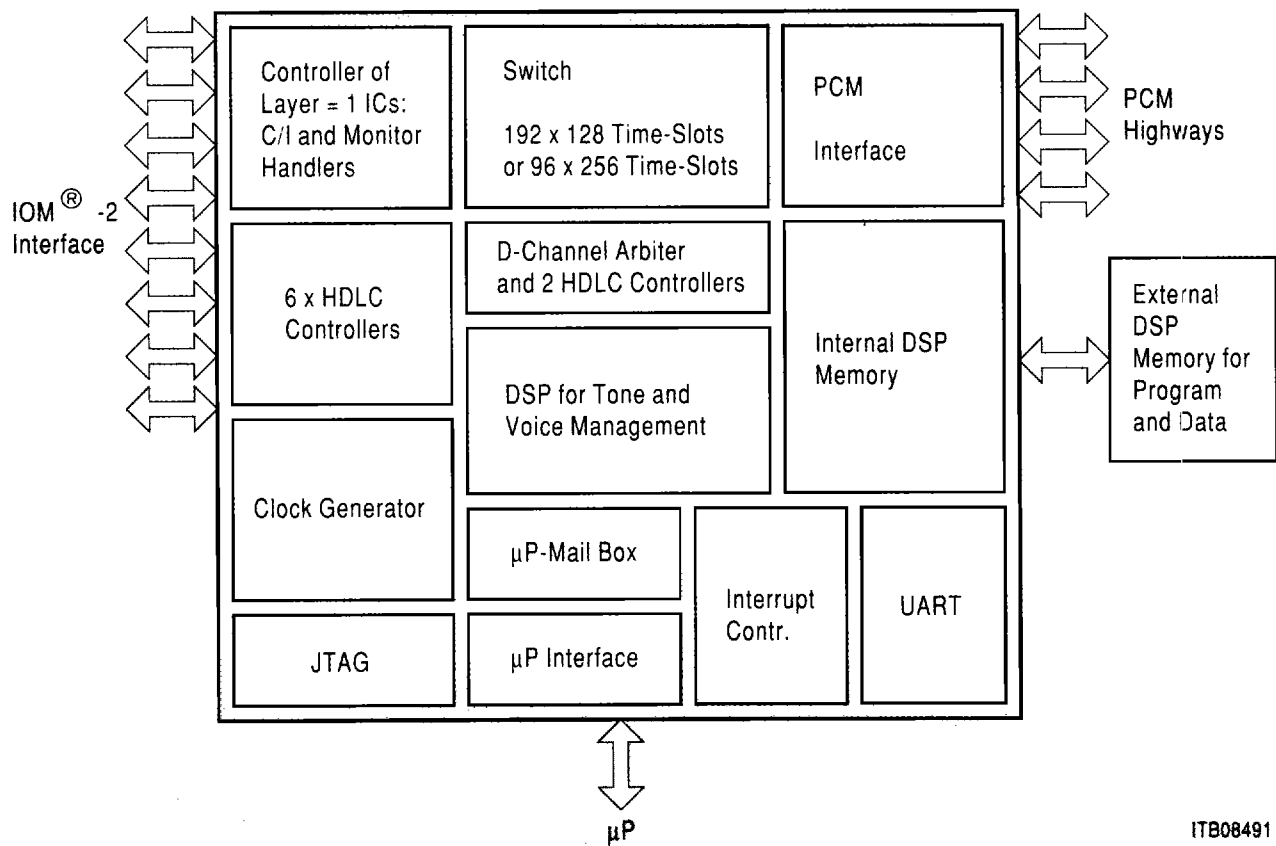 Controller of
Layer = 1 ICs:
C/I and Monitor
Handlers
Switch
192 x 128 Time-Slots
or 96 x 256 Time-Slots
PCM
Interface
PCM
Highways
IOM® -2
Interface
6 x HDLC
Controllers
D-Channel Arbiter
and 2 HDLC Controllers
Internal DSP
Memory
External
DSP
Memory for
Program
and Data
DSP for Tone and
Voice Management
Clock Generator
µP-Mail Box
Interrupt
Contr.
UART
JTAG
µP Interface
µP
ITB08491